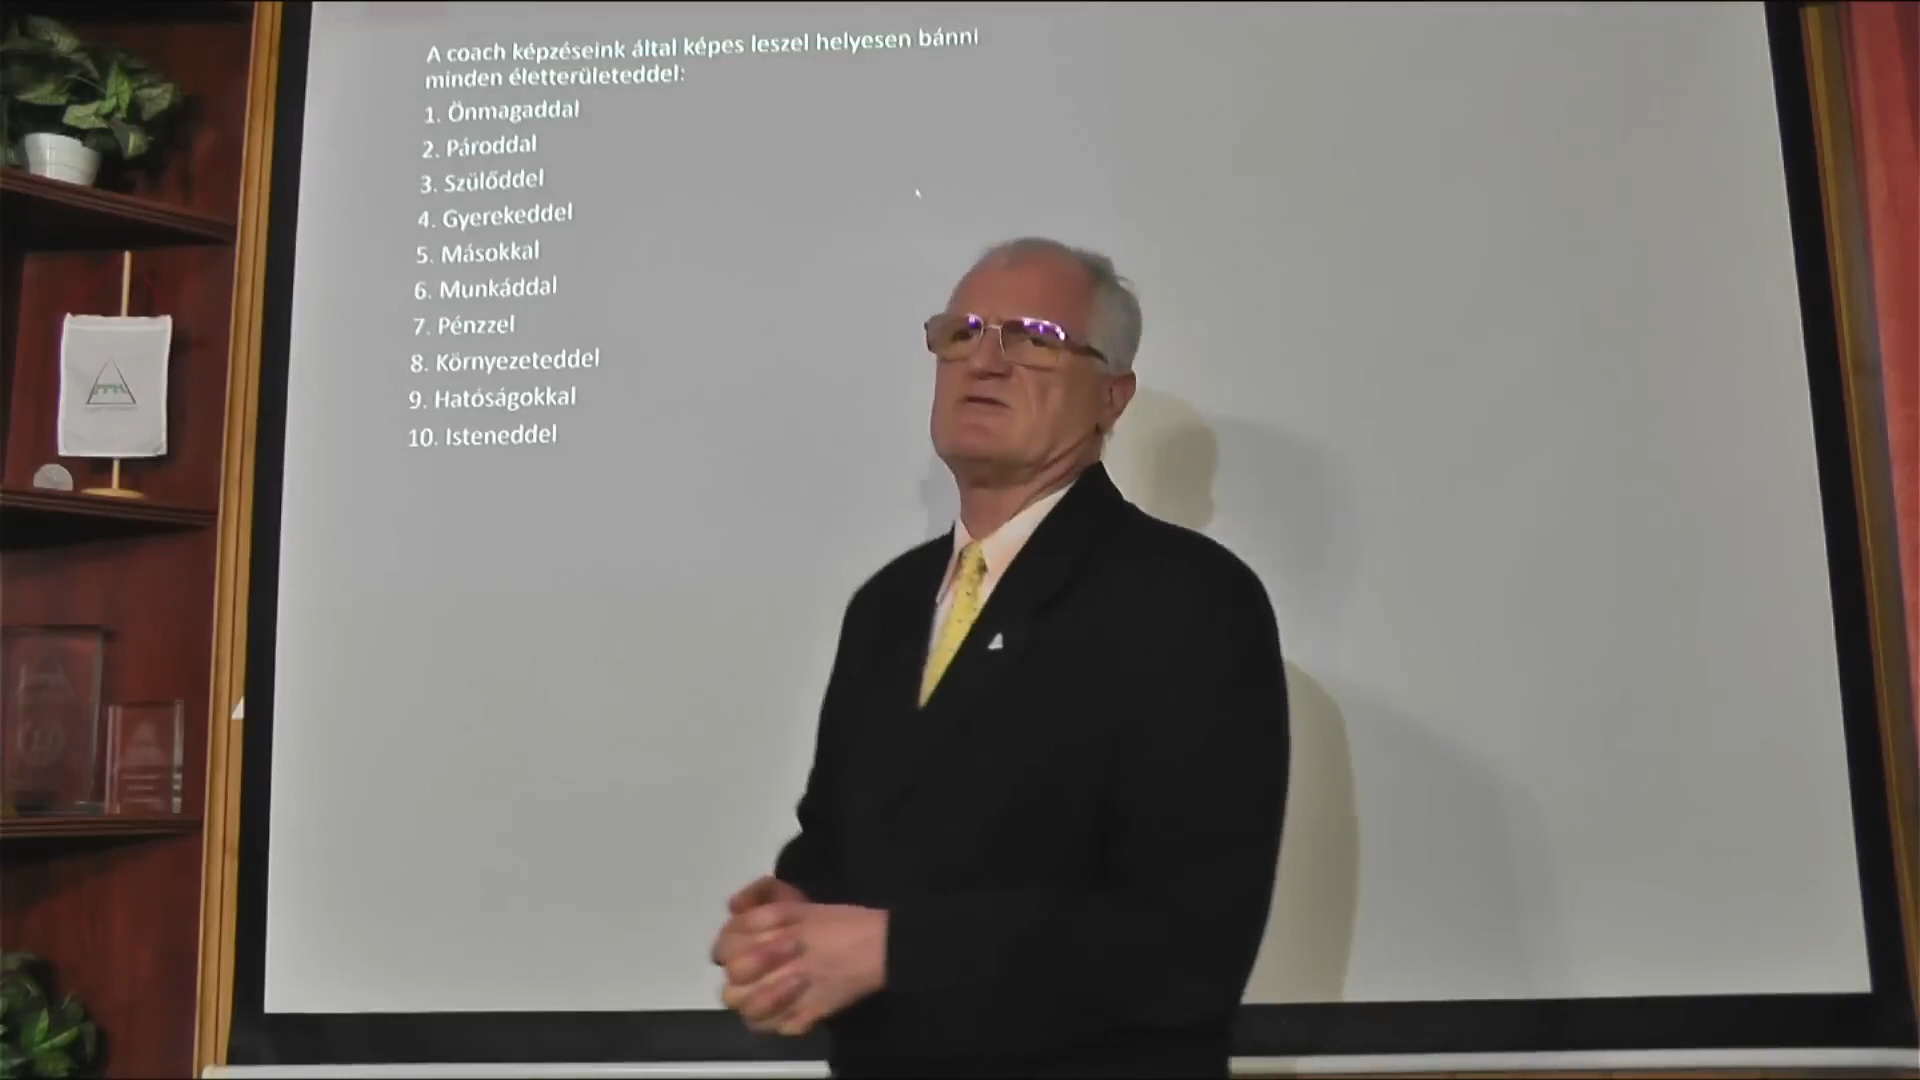 A coach képzéseink által képes leszel helyesen bánni
minden életterületeddel:
1. Önmagaddal
2. Pároddal
3. Szülőddel
4. Gyerekeddel
5. Másokkal
6. Munkáddal
7. Pénzzel
8. Környezeteddel
9. Hatóságokkal
10. Isteneddel